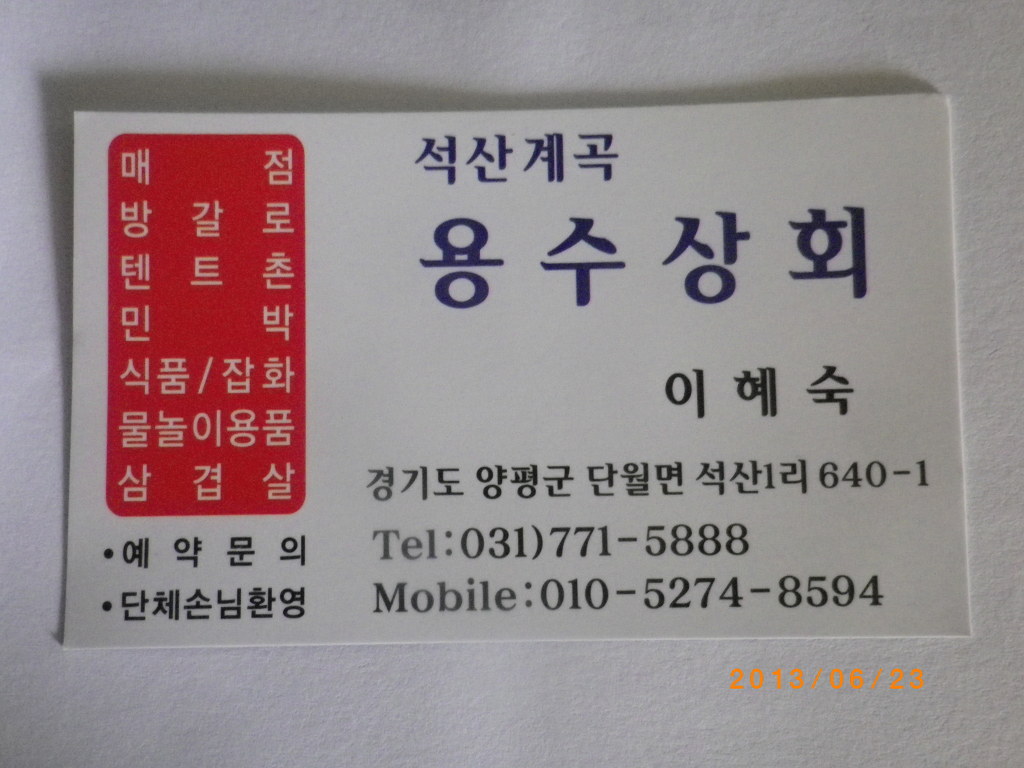 매점
방갈로
텐트촌
민박
식품/잡화
물놀이용품
삼겹살
•예약문의
•단체손님환영
석산계곡
용수상회
이혜숙
경기도 양평군 단월면 석산1리 640-1
Tel:031)771-5888
Mobile:010-5274-8594
2013/06/23